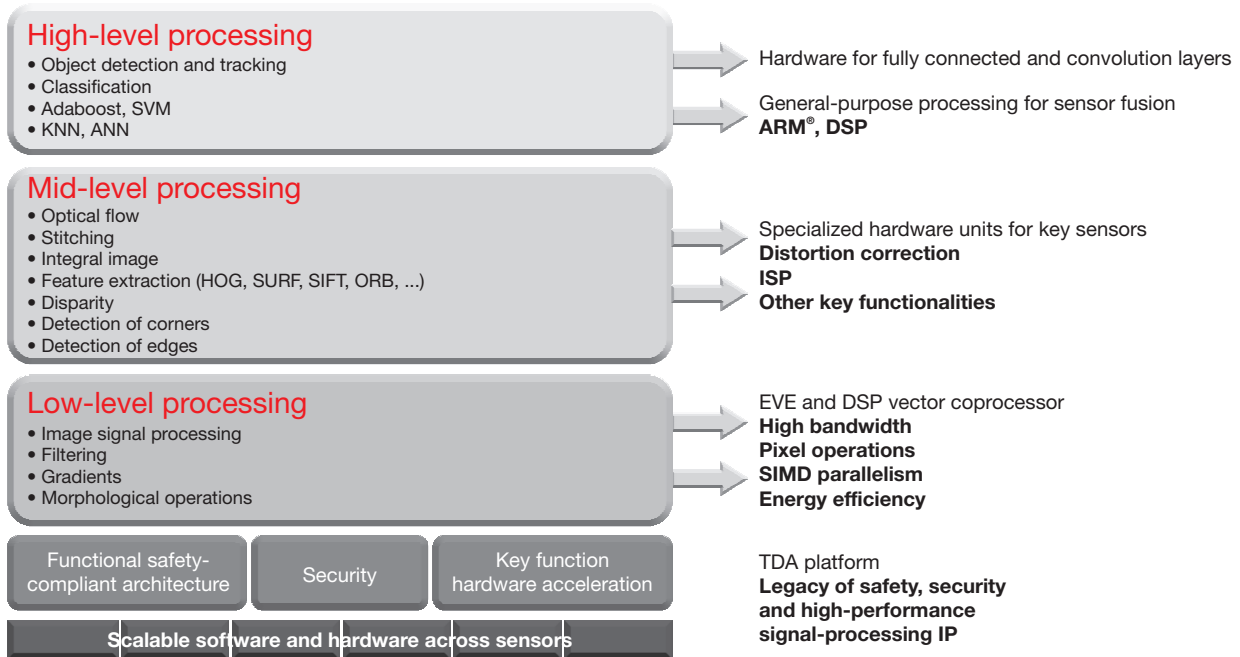 High-level processing
• Object detection and tracking
• Classification
• Adaboost, SVM
• KNN, ANN
Hardware for fully connected and convolution layers
General-purpose processing for sensor fusion
ARM®, DSP
Mid-level processing
• Optical flow
• Stitching
• Integral image
• Feature extraction (HOG, SURF, SIFT, ORB, ...)
• Disparity
• Detection of corners
• Detection of edges
Specialized hardware units for key sensors
Distortion correction
ISP
Other key functionalities
Low-level processing
• Image signal processing
• Filtering
• Gradients
• Morphological operations
EVE and DSP vector coprocessor
High bandwidth
Pixel operations
SIMD parallelism
Energy efficiency
Functional safety-
compliant architecture
Security
Key function
hardware acceleration
TDA platform
Legacy of safety, security
and high-performance
signal-processing IP
Scalable software and hardware across sensors